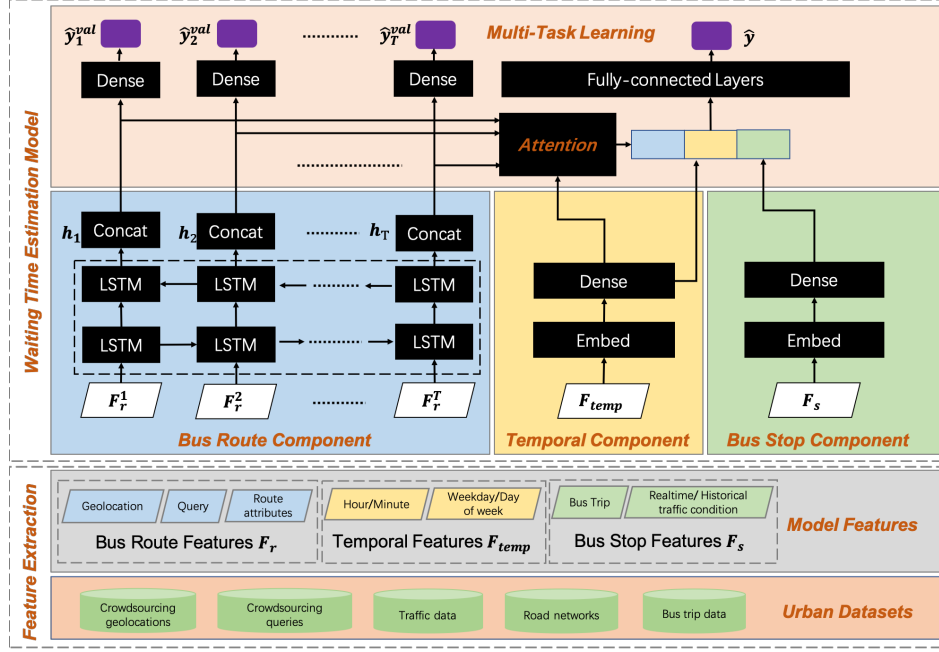 Waiting Time Estimation Model
ŷ₁ᵛᵃˡ
ŷ₂ᵛᵃˡ
..........
ŷ_T^val
Multi-Task Learning
ŷ
Dense
Dense
Dense
Fully-connected Layers
Attention
..........
h₁
Concat
h₂
Concat
..........
h_T
Concat
LSTM
LSTM
..........
LSTM
LSTM
LSTM
..........
LSTM
F_r^1
F_r^2
..........
F_r^T
Bus Route Component
Dense
Embed
F_temp
Temporal Component
Dense
Embed
F_s
Bus Stop Component
Feature Extraction
Geolocation
Query
Route
attributes
Bus Route Features F_r
Hour/Minute
Weekday/Day
of week
Temporal Features F_temp
Bus Trip
Realtime/ Historical
traffic condition
Bus Stop Features F_s
Model Features
Crowdsourcing
geolocations
Crowdsourcing
queries
Traffic data
Road networks
Bus trip data
Urban Datasets